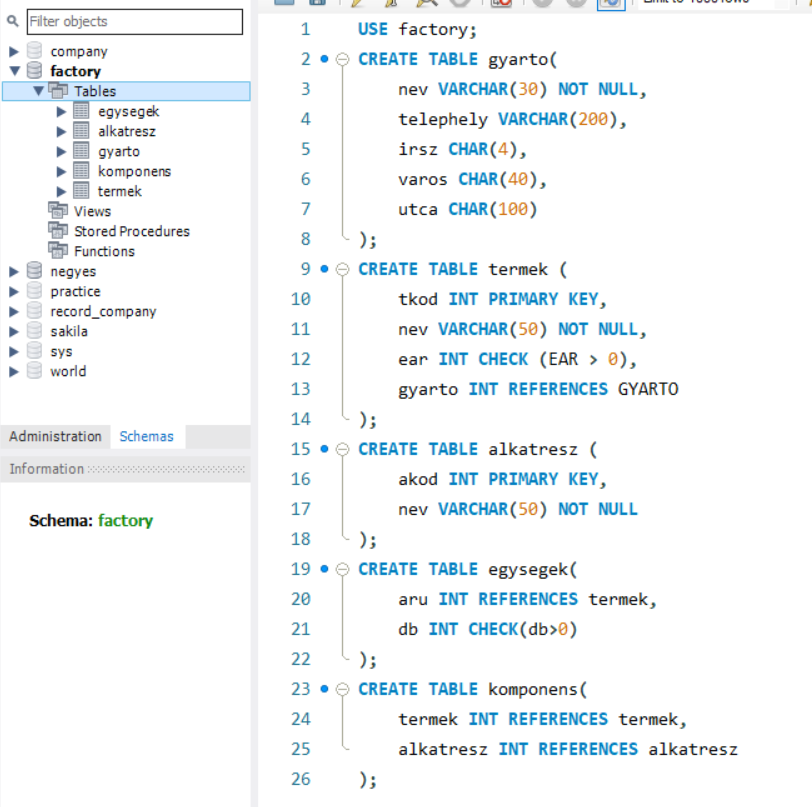 Filter objects
company
factory
Tables
egysegek
alkatresz
gyarto
komponens
termek
Views
Stored Procedures
Functions
negyes
practice
record_company
sakila
sys
world
Administration Schemas
Information
Schema: factory
1 USE factory;
2 CREATE TABLE gyarto(
3 nev VARCHAR(30) NOT NULL,
4 telephely VARCHAR(200),
5 irsz CHAR(4),
6 varos CHAR(40),
7 utca CHAR(100)
8 );
9 CREATE TABLE termek (
10 tkod INT PRIMARY KEY,
11 nev VARCHAR(50) NOT NULL,
12 ear INT CHECK (EAR > 0),
13 gyarto INT REFERENCES GYARTO
14 );
15 CREATE TABLE alkatresz (
16 akod INT PRIMARY KEY,
17 nev VARCHAR(50) NOT NULL
18 );
19 CREATE TABLE egysegek(
20 aru INT REFERENCES termek,
21 db INT CHECK(db>0)
22 );
23 CREATE TABLE komponens(
24 termek INT REFERENCES termek,
25 alkatresz INT REFERENCES alkatresz
26 );